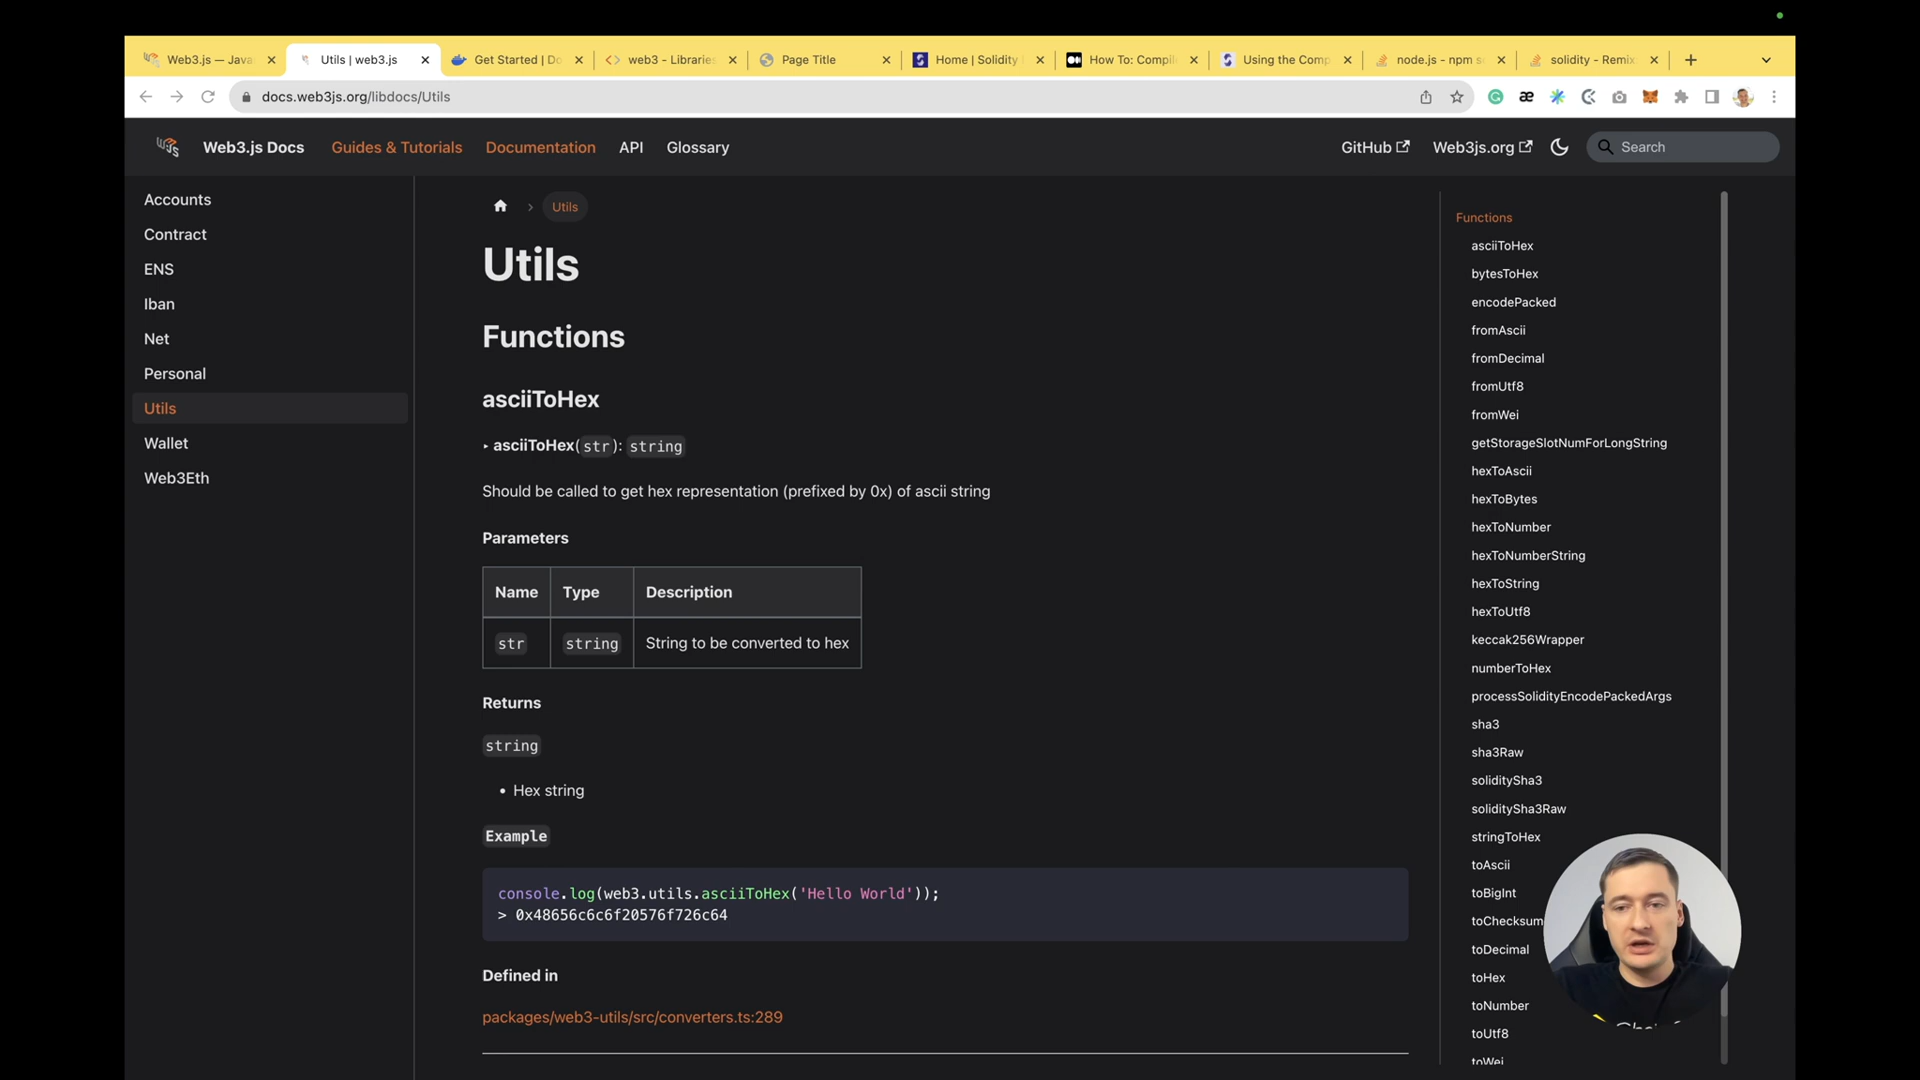 Web3.js — Java
Utils | web3.js
Get Started | Do
web3 - Libraries
Page Title
Home | Solidity
How To: Compile
Using the Comp
node.js - npm s
solidity - Remix
docs.web3js.org/libdocs/Utils
Web3.js Docs
Guides & Tutorials
Documentation
API
Glossary
GitHub
Web3js.org
Search
Accounts
Contract
ENS
Iban
Net
Personal
Utils
Wallet
Web3Eth
Utils
Utils
Functions
asciiToHex
▸ asciiToHex(str): string
Should be called to get hex representation (prefixed by 0x) of ascii string
Parameters
Name Type Description
str string String to be converted to hex
Returns
string
• Hex string
Example
console.log(web3.utils.asciiToHex('Hello World'));
> 0x48656c6c6f20576f726c64
Defined in
packages/web3-utils/src/converters.ts:289
Functions
asciiToHex
bytesToHex
encodePacked
fromAscii
fromDecimal
fromUtf8
fromWei
getStorageSlotNumForLongString
hexToAscii
hexToBytes
hexToNumber
hexToNumberString
hexToString
hexToUtf8
keccak256Wrapper
numberToHex
processSolidityEncodePackedArgs
sha3
sha3Raw
soliditySha3
soliditySha3Raw
stringToHex
toAscii
toBigInt
toChecksum
toDecimal
toHex
toNumber
toUtf8
toWei